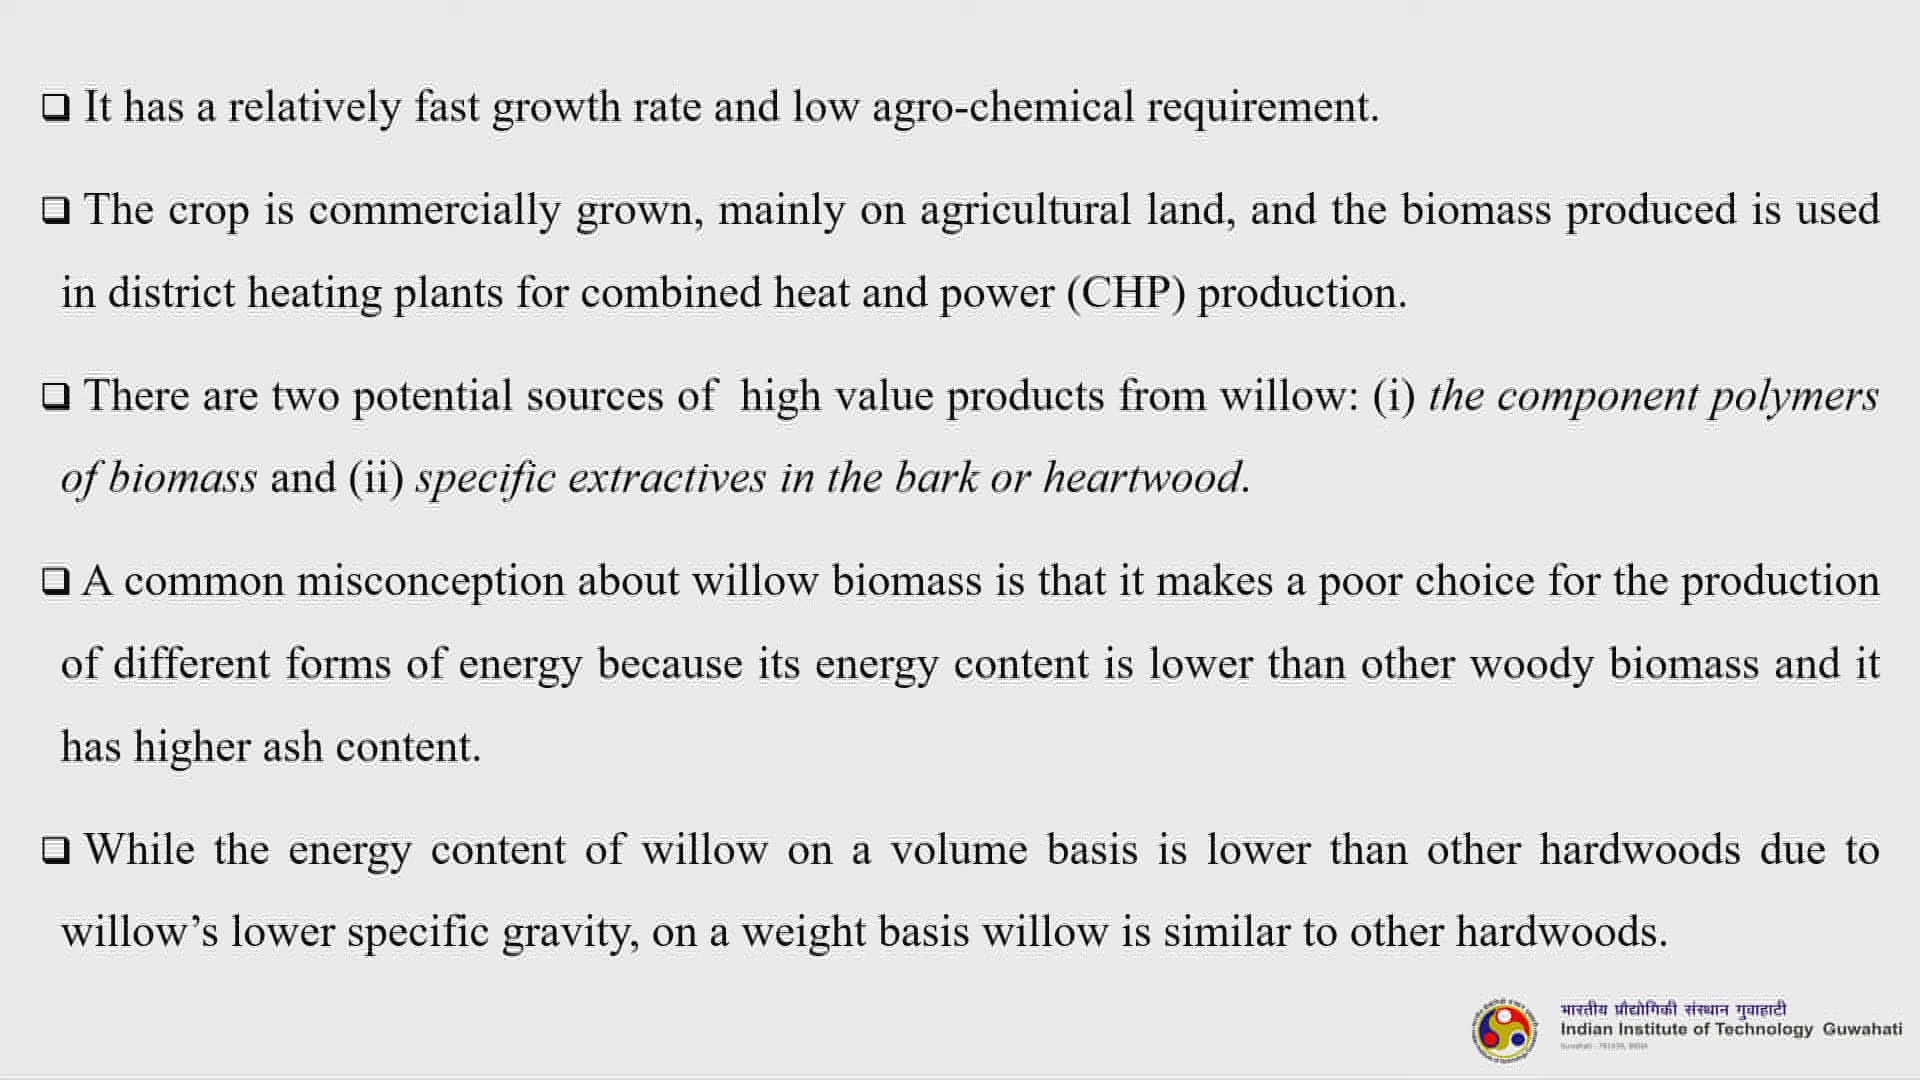 ❑ It has a relatively fast growth rate and low agro-chemical requirement.
❑ The crop is commercially grown, mainly on agricultural land, and the biomass produced is used
in district heating plants for combined heat and power (CHP) production.
❑ There are two potential sources of high value products from willow: (i) the component polymers
of biomass and (ii) specific extractives in the bark or heartwood.
❑ A common misconception about willow biomass is that it makes a poor choice for the production
of different forms of energy because its energy content is lower than other woody biomass and it
has higher ash content.
❑ While the energy content of willow on a volume basis is lower than other hardwoods due to
willow’s lower specific gravity, on a weight basis willow is similar to other hardwoods.
भारतीय प्रौद्योगिकी संस्थान गुवाहाटी
Indian Institute of Technology Guwahati
Guwahati - 781039, INDIA